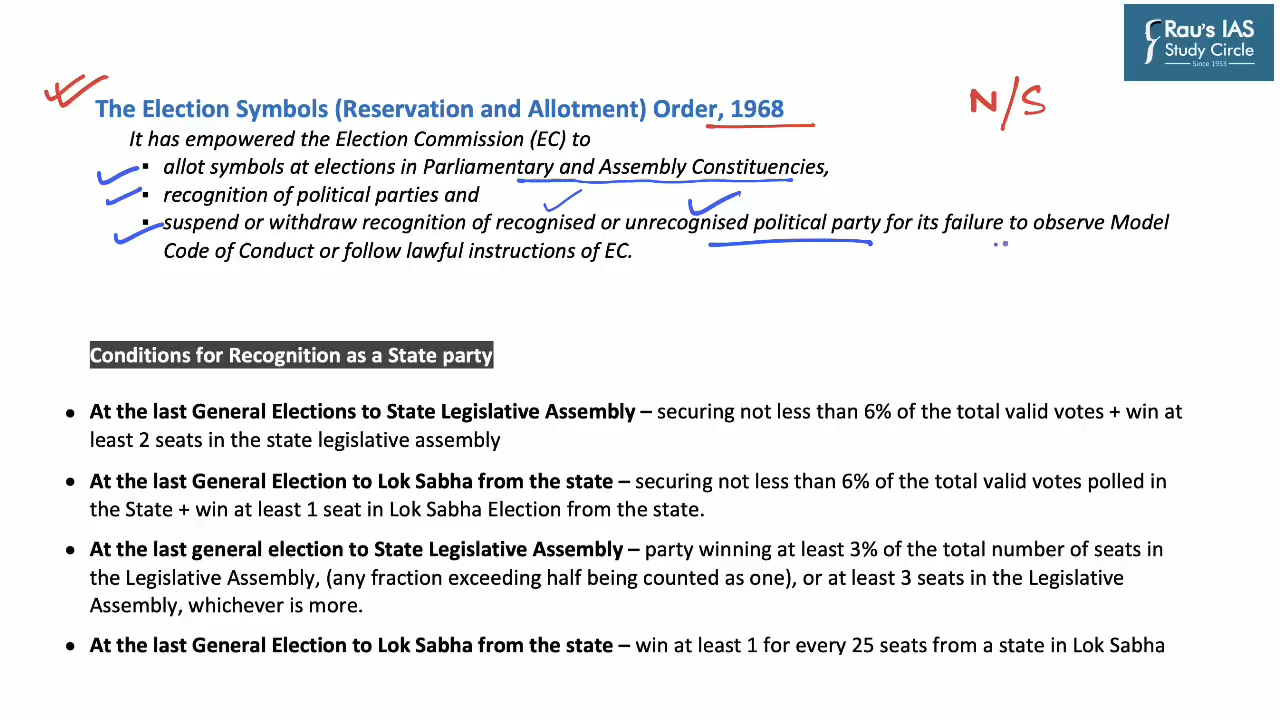 Rau's IAS
Study Circle
Since 1953
N/S
The Election Symbols (Reservation and Allotment) Order, 1968
It has empowered the Election Commission (EC) to
▪ allot symbols at elections in Parliamentary and Assembly Constituencies,
▪ recognition of political parties and
▪ suspend or withdraw recognition of recognised or unrecognised political party for its failure to observe Model
Code of Conduct or follow lawful instructions of EC.
Conditions for Recognition as a State party
• At the last General Elections to State Legislative Assembly – securing not less than 6% of the total valid votes + win at
least 2 seats in the state legislative assembly
• At the last General Election to Lok Sabha from the state – securing not less than 6% of the total valid votes polled in
the State + win at least 1 seat in Lok Sabha Election from the state.
• At the last general election to State Legislative Assembly – party winning at least 3% of the total number of seats in
the Legislative Assembly, (any fraction exceeding half being counted as one), or at least 3 seats in the Legislative
Assembly, whichever is more.
• At the last General Election to Lok Sabha from the state – win at least 1 for every 25 seats from a state in Lok Sabha